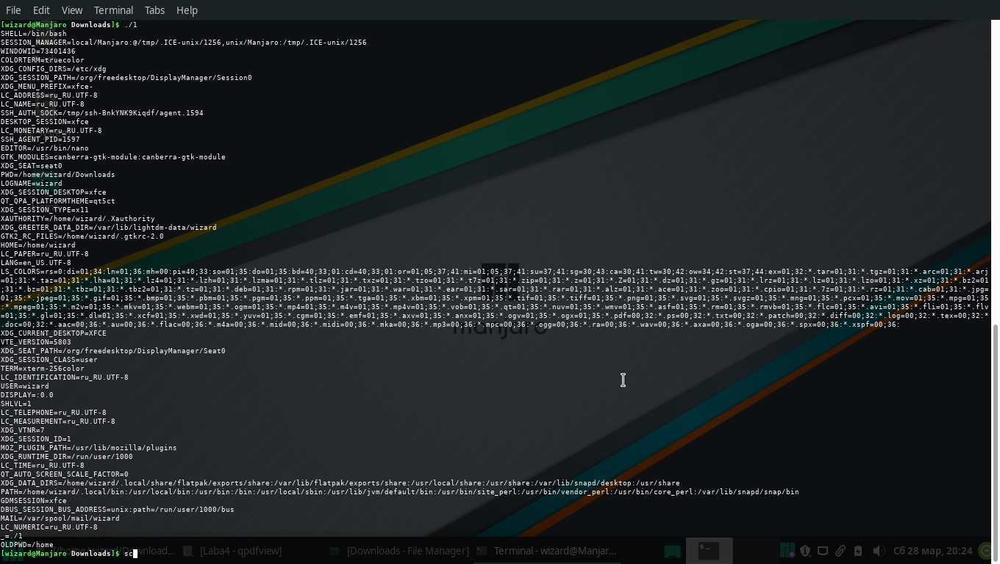 File Edit View Terminal Tabs Help
[wizard@Manjaro Downloads]$ ./1
SHELL=/bin/bash
SESSION_MANAGER=local/Manjaro:@/tmp/.ICE-unix/1256,unix/Manjaro:/tmp/.ICE-unix/1256
WINDOWID=73401436
COLORTERM=truecolor
XDG_CONFIG_DIRS=/etc/xdg
XDG_SESSION_PATH=/org/freedesktop/DisplayManager/Session0
XDG_MENU_PREFIX=xfce-
LC_ADDRESS=ru_RU.UTF-8
LC_NAME=ru_RU.UTF-8
SSH_AUTH_SOCK=/tmp/ssh-BnkYNK9Kiqdf/agent.1594
DESKTOP_SESSION=xfce
LC_MONETARY=ru_RU.UTF-8
SSH_AGENT_PID=1597
EDITOR=/usr/bin/nano
GTK_MODULES=canberra-gtk-module:canberra-gtk-module
XDG_SEAT=seat0
PWD=/home/wizard/Downloads
LOGNAME=wizard
XDG_SESSION_DESKTOP=xfce
QT_QPA_PLATFORMTHEME=qt5ct
XDG_SESSION_TYPE=x11
XAUTHORITY=/home/wizard/.Xauthority
XDG_GREETER_DATA_DIR=/var/lib/lightdm-data/wizard
GTK2_RC_FILES=/home/wizard/.gtkrc-2.0
HOME=/home/wizard
LC_PAPER=ru_RU.UTF-8
LANG=en_US.UTF-8
LS_COLORS=rs=0:di=01;34:ln=01;36:mh=00:pi=40;33:so=01;35:do=01;35:bd=40;33;01:cd=40;33;01:or=01;05;37;41:mi=01;05;37;41:su=37;41:sg=30;43:ca=30;41:tw=30;42:ow=34;42:st=37;44:ex=01;32:*.tar=01;31:*.tgz=01;31:*.arc=01;31:*.arj
=01;31:*.taz=01;31:*.lha=01;31:*.lz4=01;31:*.lzh=01;31:*.lzma=01;31:*.tlz=01;31:*.txz=01;31:*.tzo=01;31:*.t7z=01;31:*.zip=01;31:*.z=01;31:*.Z=01;31:*.dz=01;31:*.gz=01;31:*.lrz=01;31:*.lz=01;31:*.lzo=01;31:*.xz=01;31:*.bz2=01
;31:*.bz=01;31:*.tbz=01;31:*.tbz2=01;31:*.tz=01;31:*.deb=01;31:*.rpm=01;31:*.jar=01;31:*.war=01;31:*.ear=01;31:*.sar=01;31:*.rar=01;31:*.alz=01;31:*.ace=01;31:*.zoo=01;31:*.cpio=01;31:*.7z=01;31:*.rz=01;31:*.cab=01;31:*.jpg=
01;35:*.jpeg=01;35:*.gif=01;35:*.bmp=01;35:*.pbm=01;35:*.pgm=01;35:*.ppm=01;35:*.tga=01;35:*.xbm=01;35:*.xpm=01;35:*.tif=01;35:*.tiff=01;35:*.png=01;35:*.svg=01;35:*.svgz=01;35:*.mng=01;35:*.pcx=01;35:*.mov=01;35:*.mpg=01;35
:*.mpeg=01;35:*.m2v=01;35:*.mkv=01;35:*.webm=01;35:*.ogm=01;35:*.mp4=01;35:*.m4v=01;35:*.mp4v=01;35:*.vob=01;35:*.qt=01;35:*.nuv=01;35:*.wmv=01;35:*.asf=01;35:*.rm=01;35:*.rmvb=01;35:*.flc=01;35:*.avi=01;35:*.fli=01;35:*.flv
=01;35:*.gl=01;35:*.dl=01;35:*.xcf=01;35:*.xwd=01;35:*.yuv=01;35:*.cgm=01;35:*.emf=01;35:*.axv=01;35:*.anx=01;35:*.ogv=01;35:*.ogx=01;35:*.pdf=00;32:*.ps=00;32:*.txt=00;32:*.patch=00;32:*.diff=00;32:*.log=00;32:*.tex=00;32:*
.doc=00;32:*.aac=00;36:*.au=00;36:*.flac=00;36:*.m4a=00;36:*.mid=00;36:*.midi=00;36:*.mka=00;36:*.mp3=00;36:*.mpc=00;36:*.ogg=00;36:*.ra=00;36:*.wav=00;36:*.axa=00;36:*.oga=00;36:*.spx=00;36:*.xspf=00;36:
manjaro
XDG_CURRENT_DESKTOP=XFCE
VTE_VERSION=5803
XDG_SEAT_PATH=/org/freedesktop/DisplayManager/Seat0
XDG_SESSION_CLASS=user
TERM=xterm-256color
LC_IDENTIFICATION=ru_RU.UTF-8
USER=wizard
DISPLAY=:0.0
SHLVL=1
LC_TELEPHONE=ru_RU.UTF-8
LC_MEASUREMENT=ru_RU.UTF-8
XDG_VTNR=7
XDG_SESSION_ID=1
MOZ_PLUGIN_PATH=/usr/lib/mozilla/plugins
XDG_RUNTIME_DIR=/run/user/1000
LC_TIME=ru_RU.UTF-8
QT_AUTO_SCREEN_SCALE_FACTOR=0
XDG_DATA_DIRS=/home/wizard/.local/share/flatpak/exports/share:/var/lib/flatpak/exports/share:/usr/local/share:/usr/share:/var/lib/snapd/desktop:/usr/share
PATH=/home/wizard/.local/bin:/usr/local/bin:/usr/bin:/bin:/usr/local/sbin:/usr/lib/jvm/default/bin:/usr/bin/site_perl:/usr/bin/vendor_perl:/usr/bin/core_perl:/var/lib/snapd/snap/bin
GDMSESSION=xfce
DBUS_SESSION_BUS_ADDRESS=unix:path=/run/user/1000/bus
MAIL=/var/spool/mail/wizard
LC_NUMERIC=ru_RU.UTF-8
_=./1
OLDPWD=/home
[wizard@Manjaro Downloads]$ sc
/home/wizard/Download... [Laba4 - qpdfview] [Downloads - File Manager] Terminal - wizard@Manjar... Сб 28 мар, 20:24